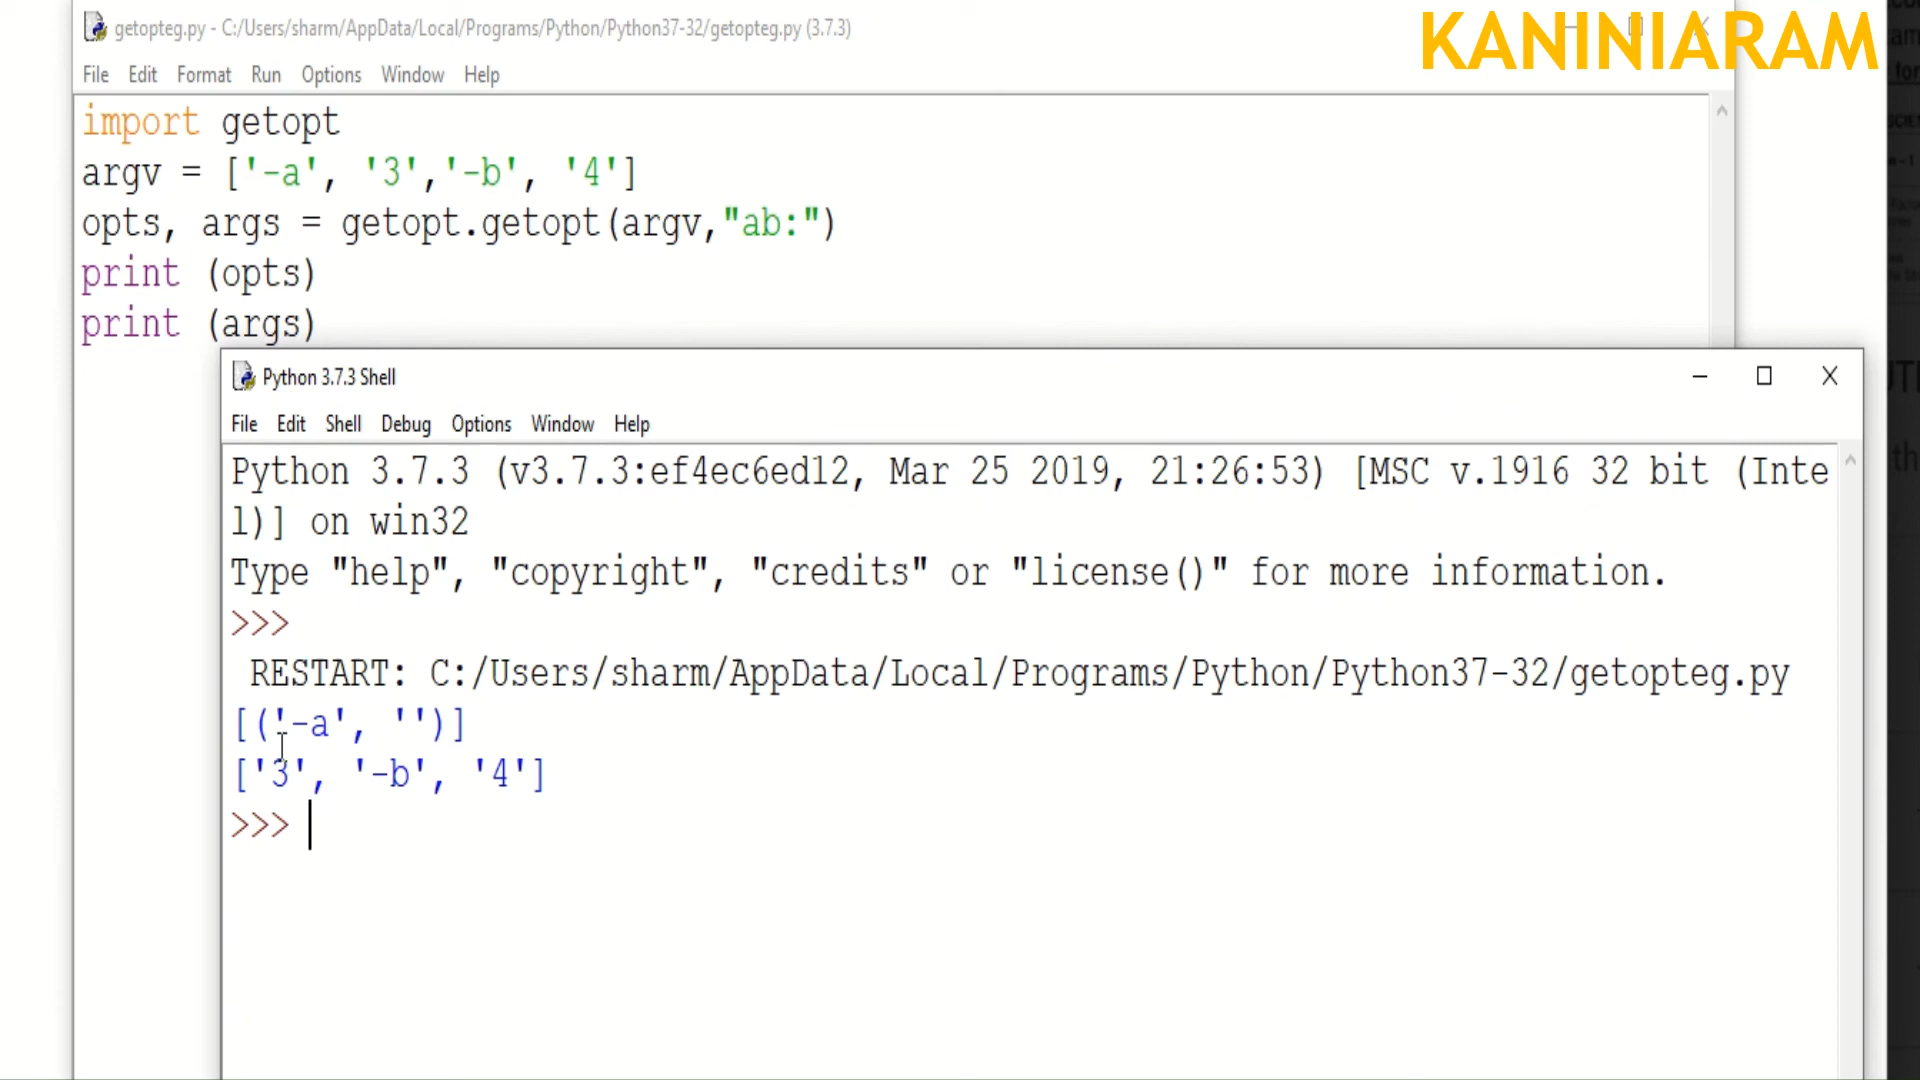 getopteg.py - C:/Users/sharm/AppData/Local/Programs/Python/Python37-32/getopteg.py (3.7.3)
KANINIARAM
File Edit Format Run Options Window Help
import getopt
argv = ['-a', '3','-b', '4']
opts, args = getopt.getopt(argv,"ab:")
print (opts)
print (args)
Python 3.7.3 Shell
File Edit Shell Debug Options Window Help
Python 3.7.3 (v3.7.3:ef4ec6ed12, Mar 25 2019, 21:26:53) [MSC v.1916 32 bit (Inte
l)] on win32
Type "help", "copyright", "credits" or "license()" for more information.
>>>
RESTART: C:/Users/sharm/AppData/Local/Programs/Python/Python37-32/getopteg.py
[('-a', '')]
['3', '-b', '4']
>>>